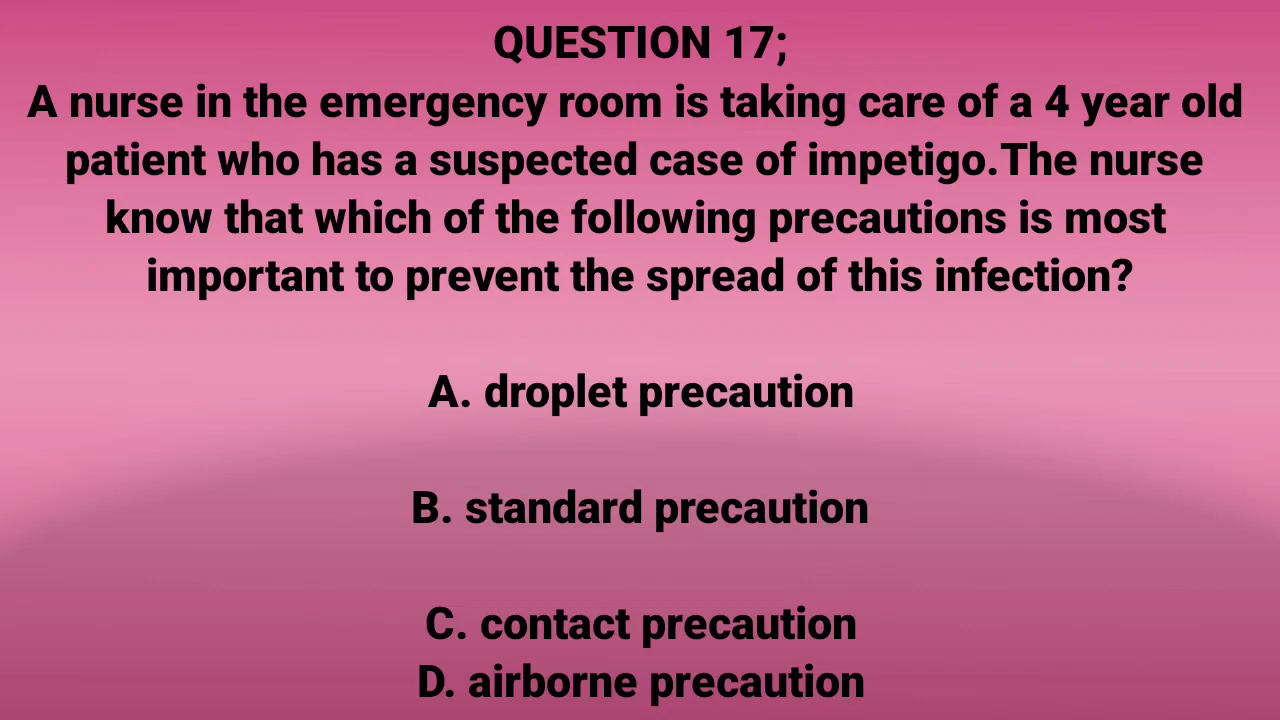 QUESTION 17;
A nurse in the emergency room is taking care of a 4 year old
patient who has a suspected case of impetigo.The nurse
know that which of the following precautions is most
important to prevent the spread of this infection?
A. droplet precaution
B. standard precaution
C. contact precaution
D. airborne precaution